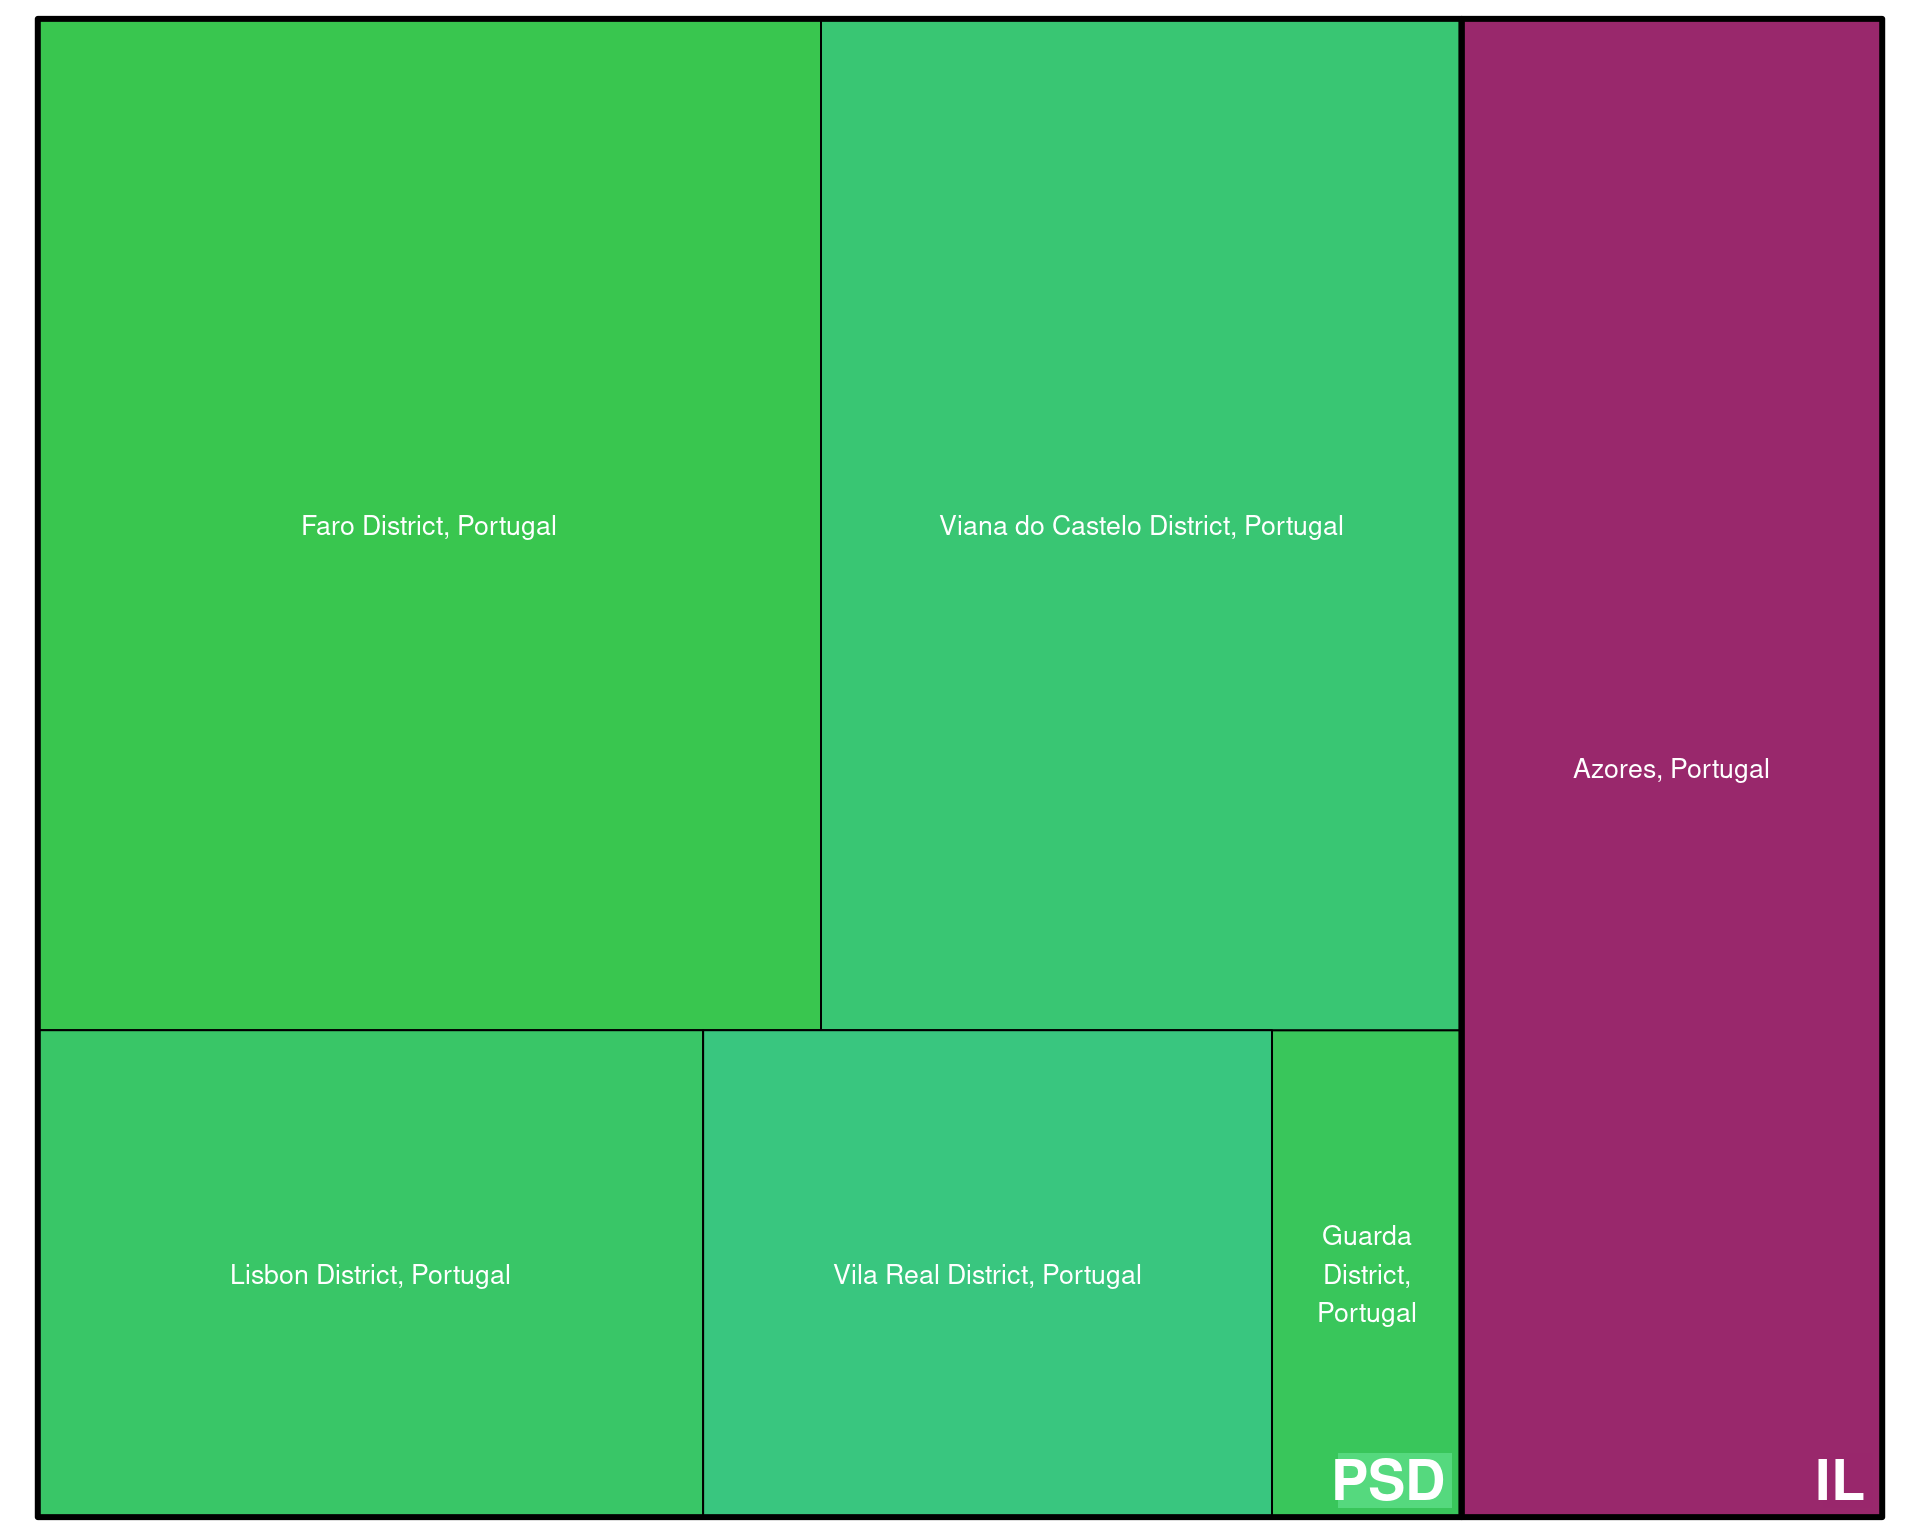 Faro District, Portugal
Viana do Castelo District, Portugal
Azores, Portugal
Lisbon District, Portugal
Vila Real District, Portugal
Guarda
District,
Portugal
PSD
IL